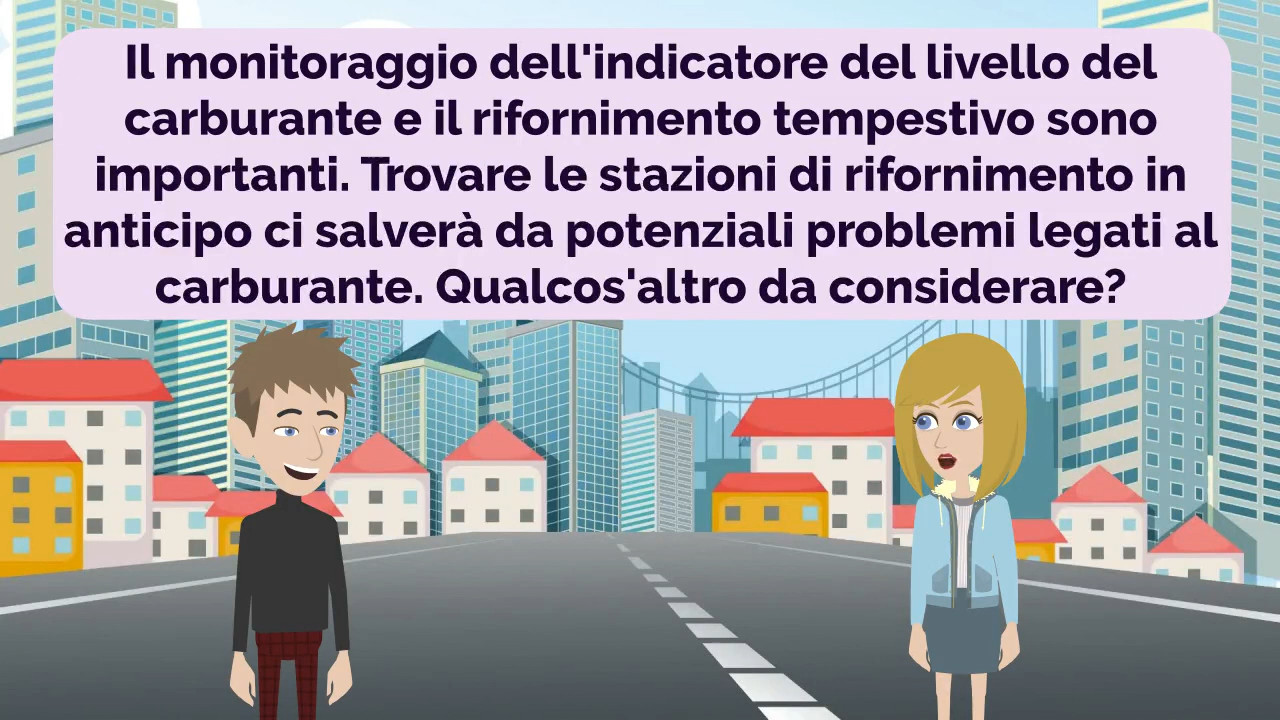 Il monitoraggio dell'indicatore del livello del
carburante e il rifornimento tempestivo sono
importanti. Trovare le stazioni di rifornimento in
anticipo ci salverà da potenziali problemi legati al
carburante. Qualcos'altro da considerare?